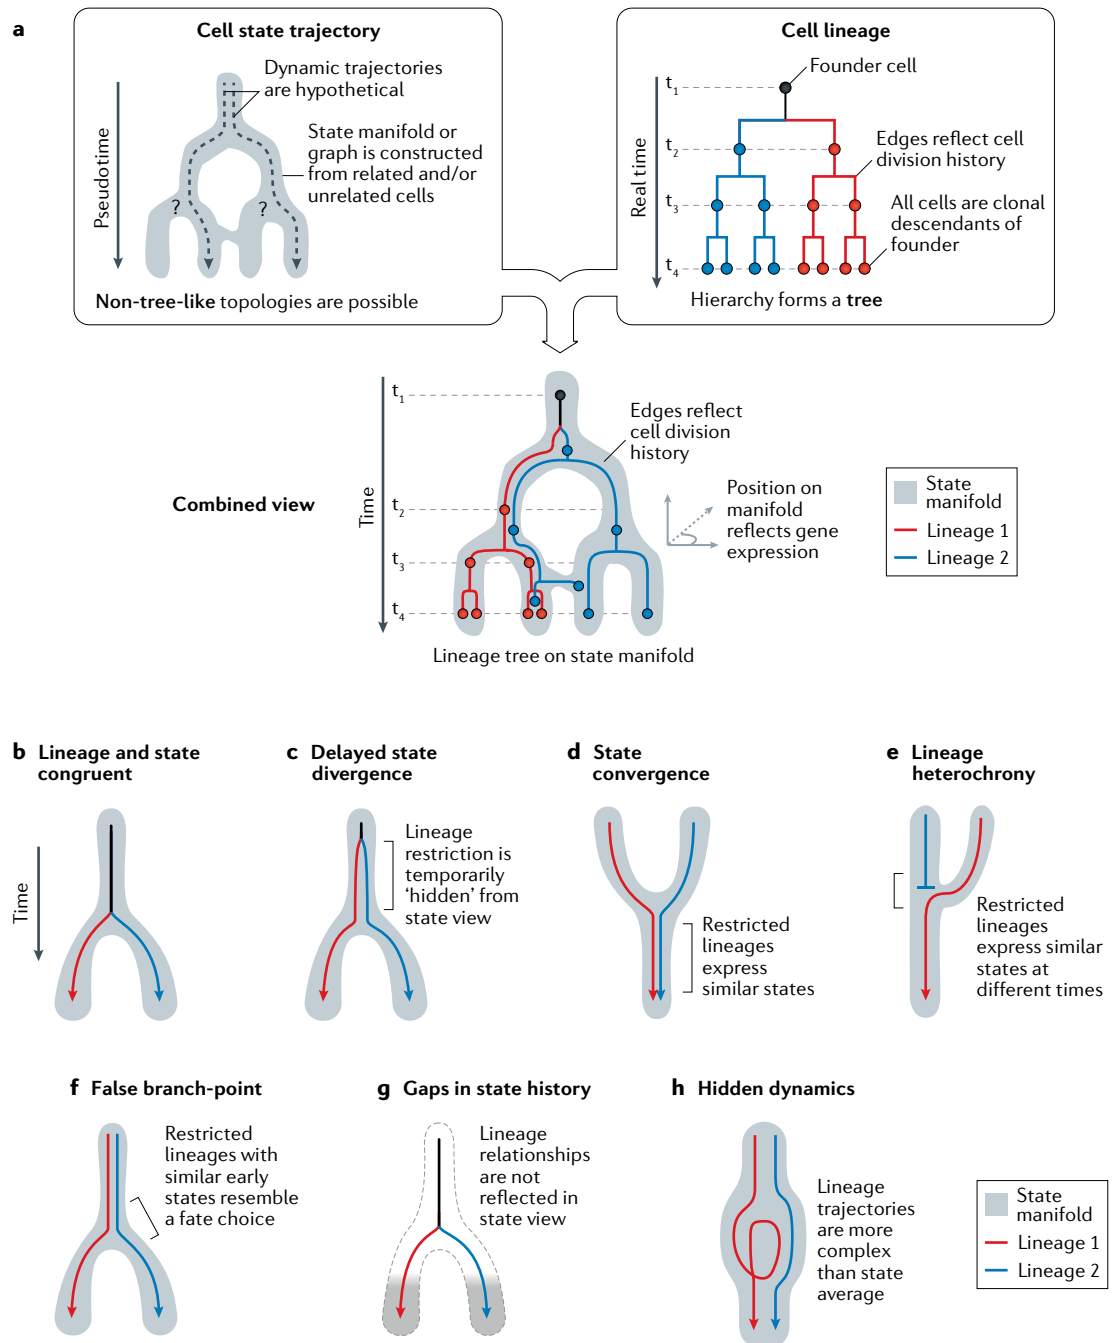 a
Cell state trajectory
Dynamic trajectories
are hypothetical
State manifold or
graph is constructed
from related and/or
unrelated cells
Pseudotime
?
?
Non-tree-like topologies are possible
Cell lineage
Founder cell
t1
t2
t3
t4
Real time
Edges reflect cell
division history
All cells are clonal
descendants of
founder
Hierarchy forms a tree
Combined view
Time
t1
t2
t3
t4
Edges reflect
cell division
history
Position on
manifold
reflects gene
expression
Lineage tree on state manifold
State
manifold
Lineage 1
Lineage 2
b Lineage and state
congruent
Time
c Delayed state
divergence
Lineage
restriction is
temporarily
‘hidden’ from
state view
d State
convergence
Restricted
lineages
express
similar states
e Lineage
heterochrony
Restricted
lineages
express similar
states at
different times
f False branch-point
Restricted
lineages with
similar early
states resemble
a fate choice
g Gaps in state history
Lineage
relationships
are not
reflected in
state view
h Hidden dynamics
Lineage
trajectories
are more
complex
than state
average
State
manifold
Lineage 1
Lineage 2